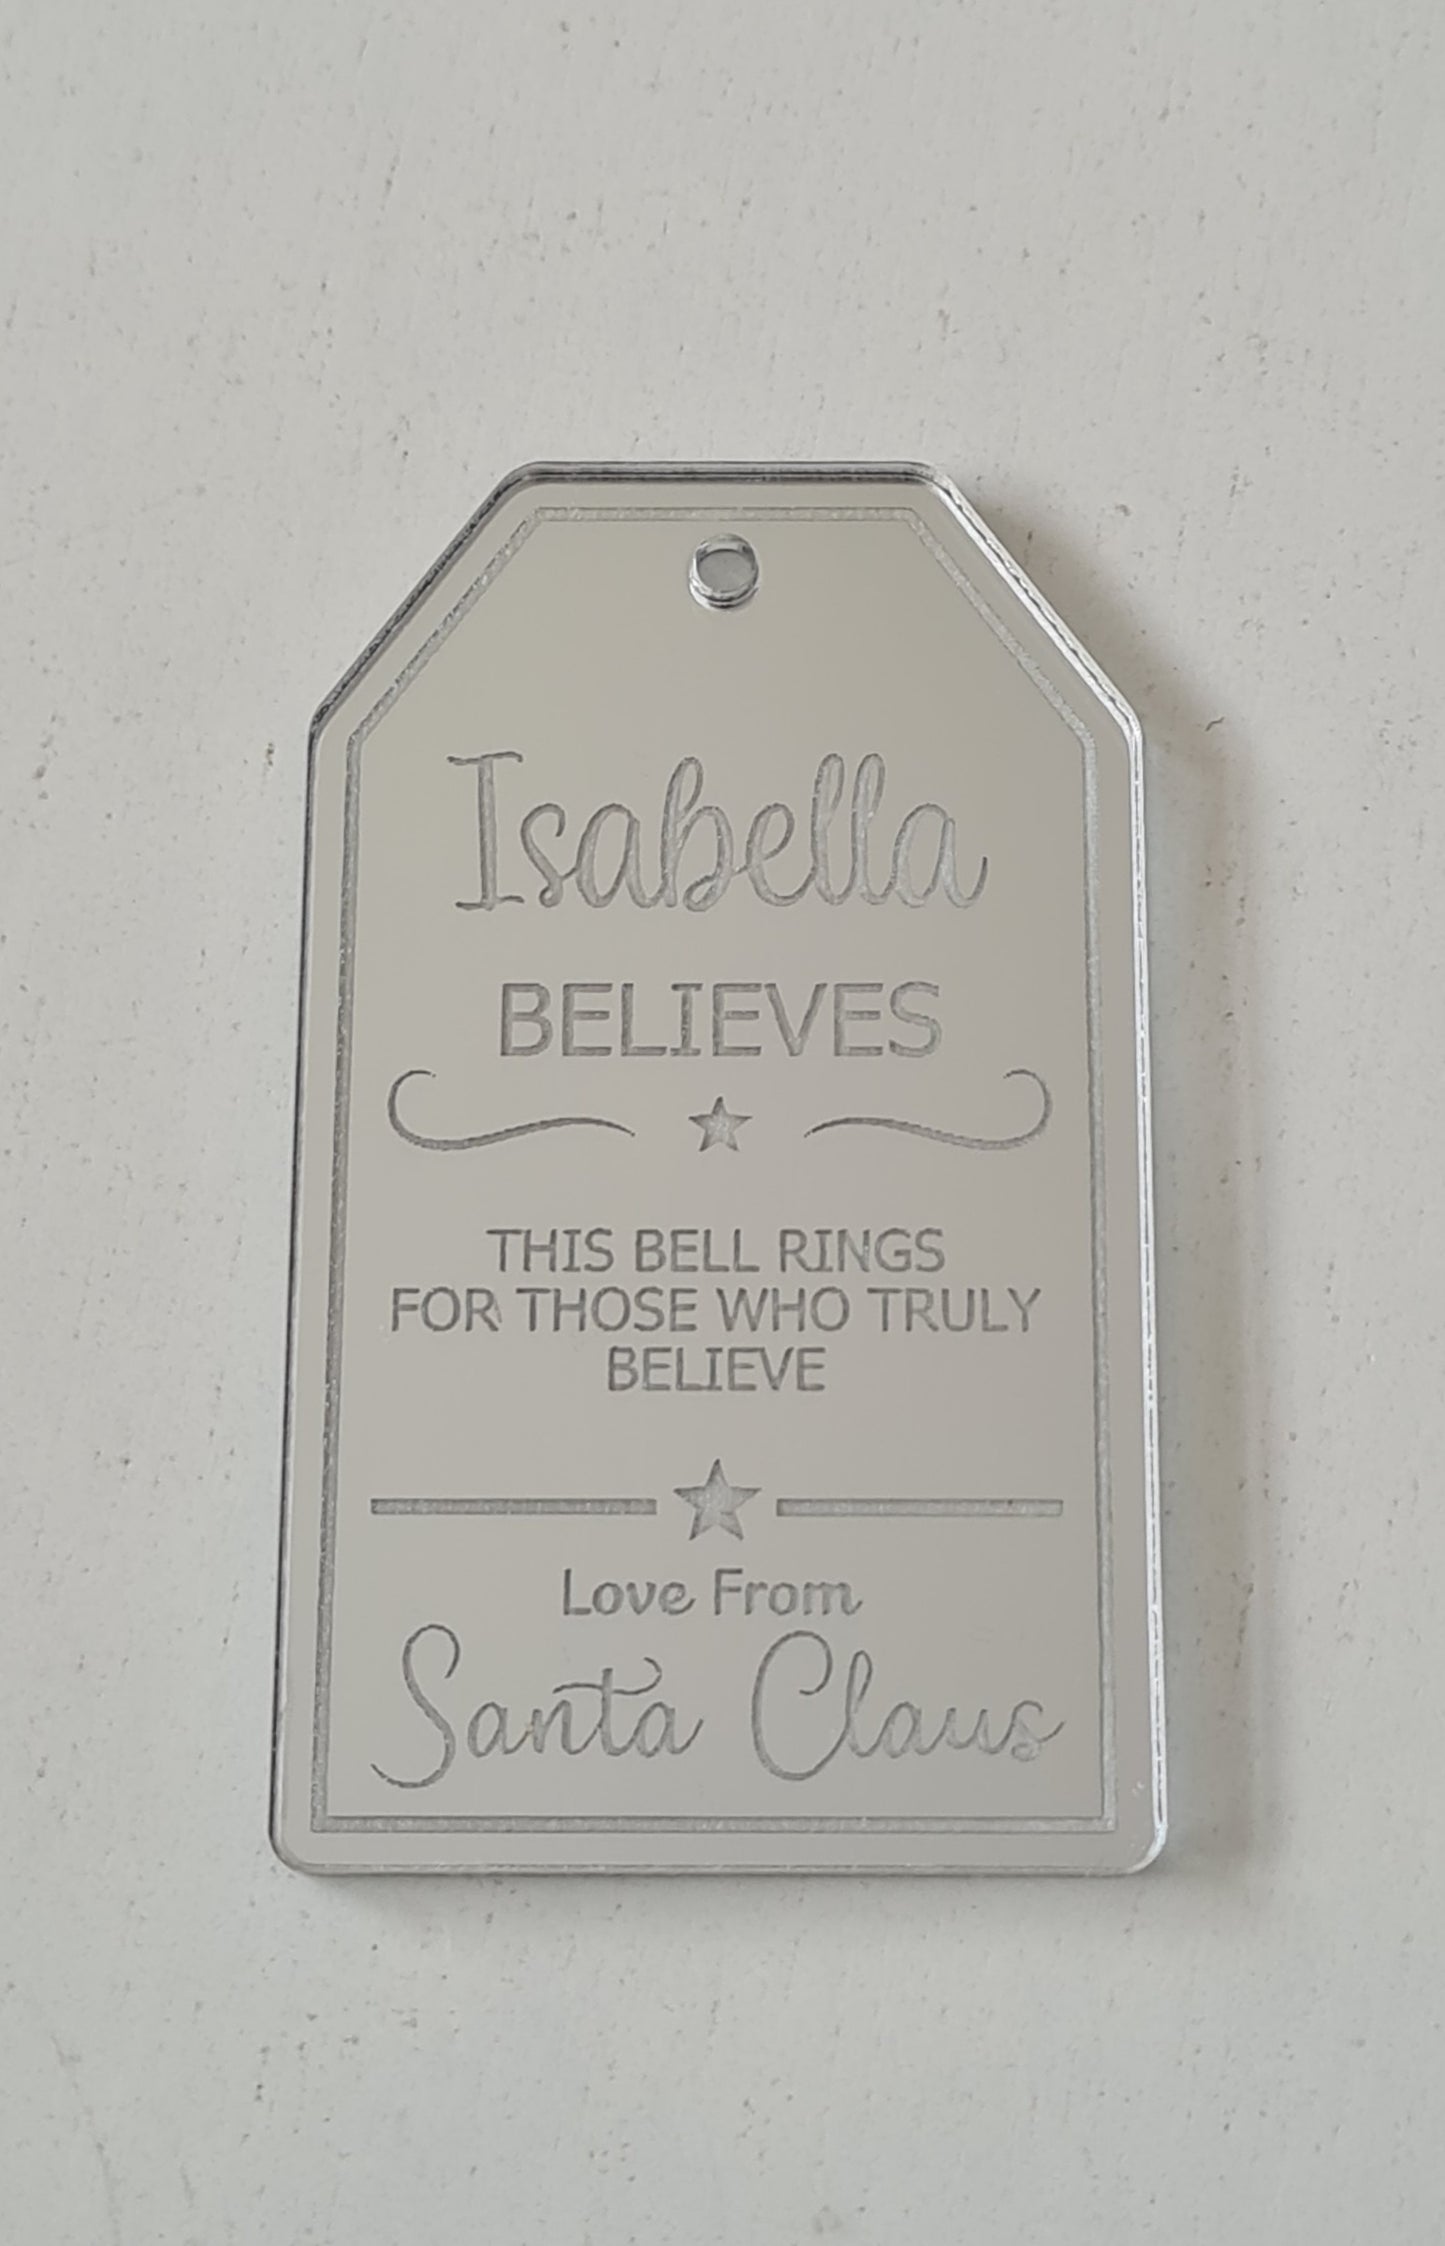 Isabella
BELIEVES
THIS BELL RINGS
FOR THOSE WHO TRULY
BELIEVE
Love From
Santa Claus